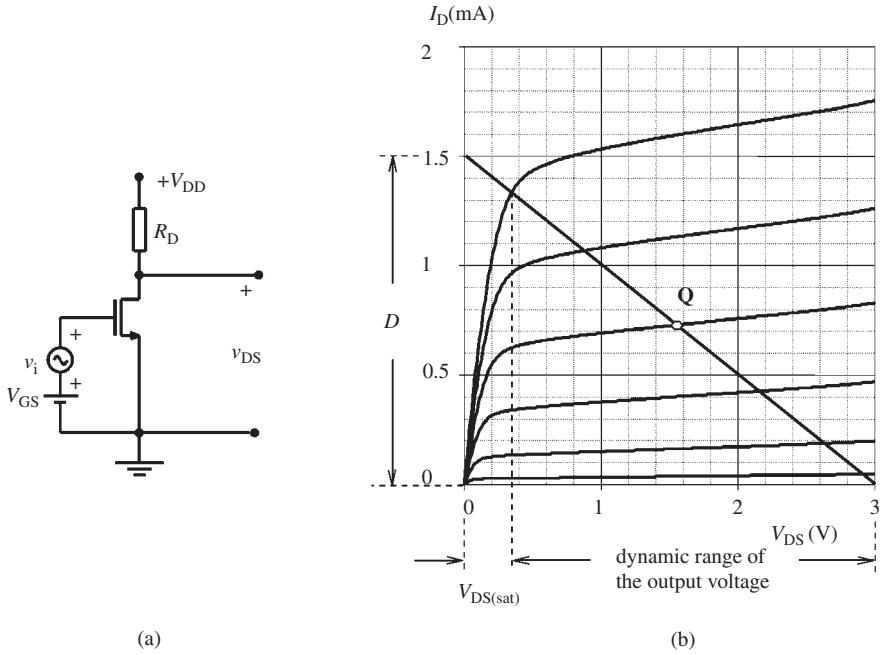 +V_DD
R_D
+
+
v_i
v_DS
+
V_GS
(a)
I_D(mA)
2
1.5
1
0.5
0
D
Q
0 1 2 3
V_DS (V)
dynamic range of
the output voltage
V_DS(sat)
(b)